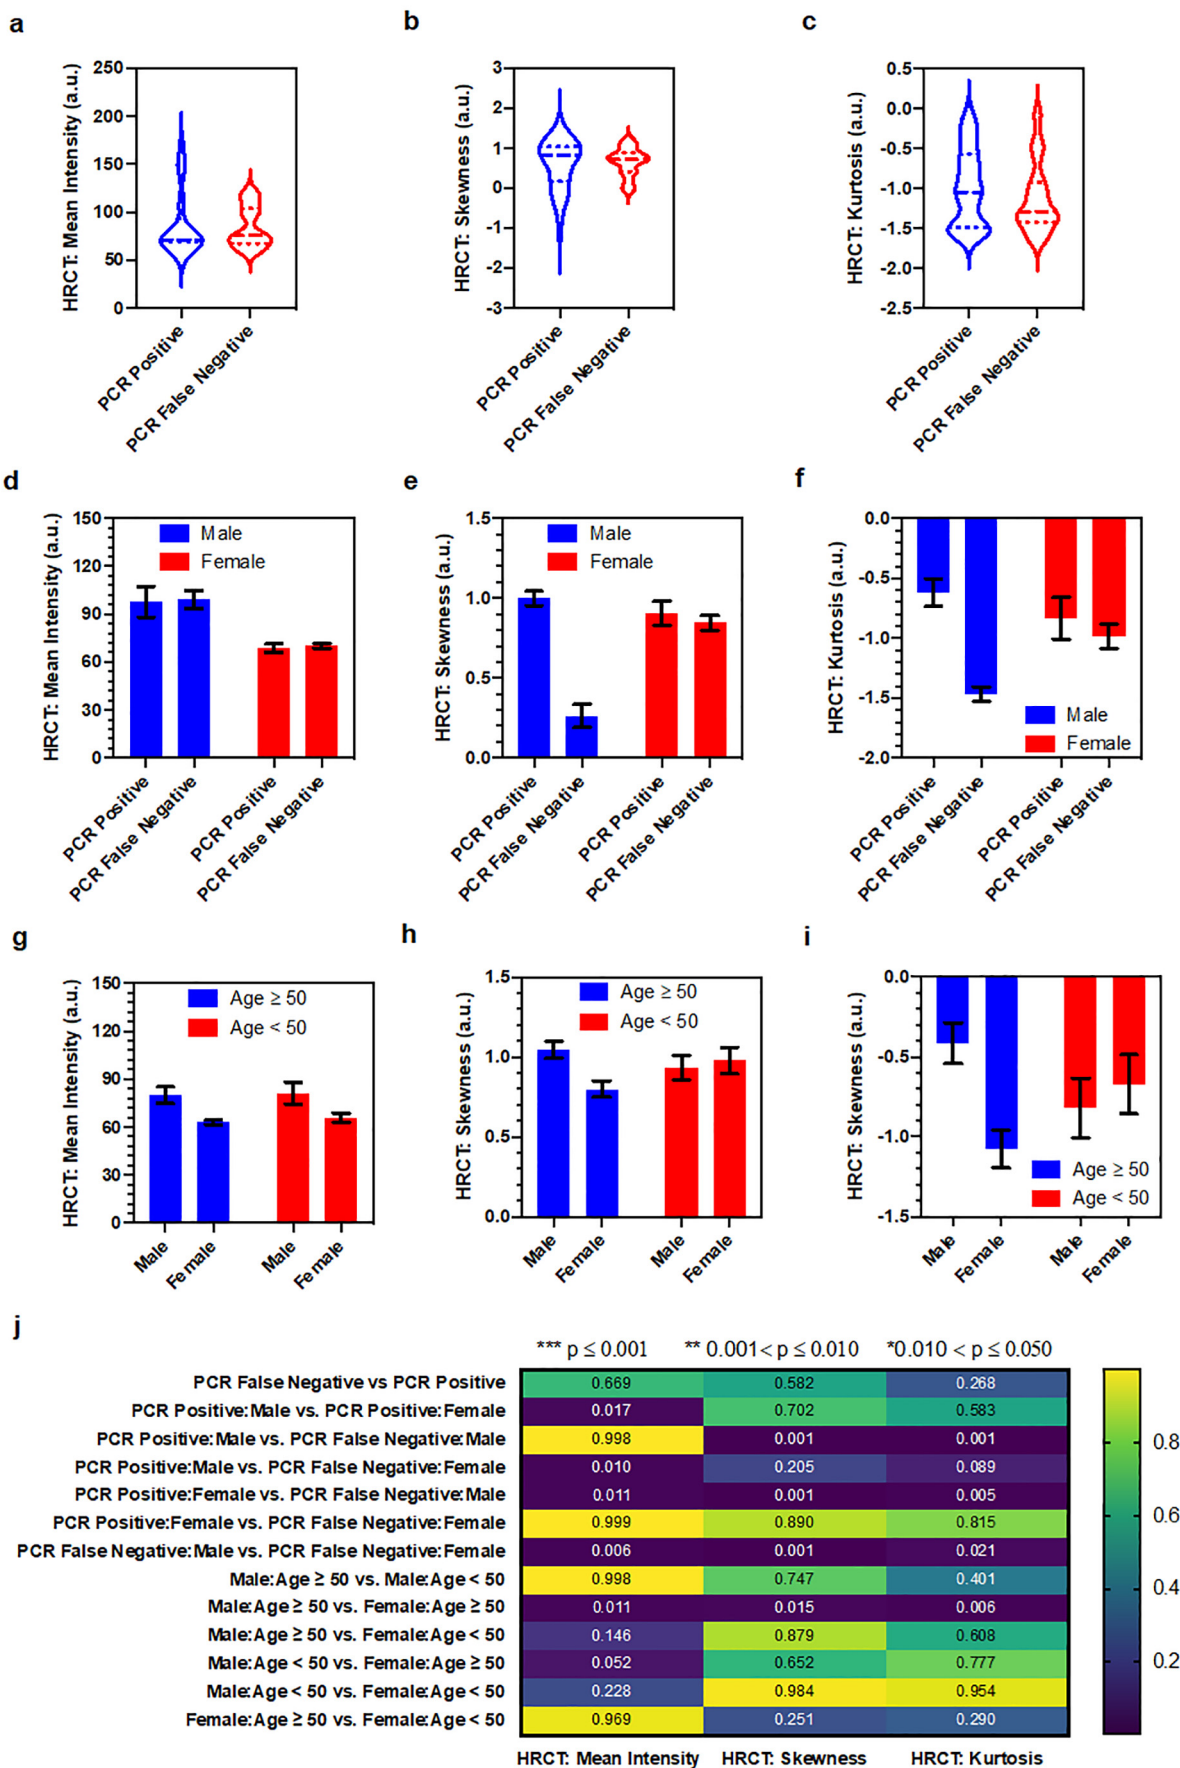 a
b
c
HRCT: Mean Intensity (a.u.)
250
200
150
100
50
0
PCR Positive
PCR False Negative
HRCT: Skewness (a.u.)
3
2
1
0
-1
-2
-3
PCR Positive
PCR False Negative
HRCT: Kurtosis (a.u.)
0.5
0.0
-0.5
-1.0
-1.5
-2.0
-2.5
PCR Positive
PCR False Negative
d
e
f
HRCT: Mean Intensity (a.u.)
150
120
90
60
30
0
Male
Female
PCR Positive
PCR False Negative
PCR Positive
PCR False Negative
HRCT: Skewness (a.u.)
1.5
1.0
0.5
0.0
Male
Female
PCR Positive
PCR False Negative
PCR Positive
PCR False Negative
HRCT: Kurtosis (a.u.)
0.0
-0.5
-1.0
-1.5
-2.0
Male
Female
PCR Positive
PCR False Negative
PCR Positive
PCR False Negative
g
h
i
HRCT: Mean Intensity (a.u.)
150
120
90
60
30
0
Age ≥ 50
Age < 50
Male
Female
Male
Female
HRCT: Skewness (a.u.)
1.5
1.0
0.5
0.0
Age ≥ 50
Age < 50
Male
Female
Male
Female
HRCT: Skewness (a.u.)
0.0
-0.5
-1.0
-1.5
Age ≥ 50
Age < 50
Male
Female
Male
Female
j
*** p ≤ 0.001 ** 0.001< p ≤ 0.010 *0.010 < p ≤ 0.050
PCR False Negative vs PCR Positive 0.669 0.582 0.268
PCR Positive:Male vs. PCR Positive:Female 0.017 0.702 0.583
PCR Positive:Male vs. PCR False Negative:Male 0.998 0.001 0.001
PCR Positive:Male vs. PCR False Negative:Female 0.010 0.205 0.089
PCR Positive:Female vs. PCR False Negative:Male 0.011 0.001 0.005
PCR Positive:Female vs. PCR False Negative:Female 0.999 0.890 0.815
PCR False Negative:Male vs. PCR False Negative:Female 0.006 0.001 0.021
Male:Age ≥ 50 vs. Male:Age < 50 0.998 0.747 0.401
Male:Age ≥ 50 vs. Female:Age ≥ 50 0.011 0.015 0.006
Male:Age ≥ 50 vs. Female:Age < 50 0.146 0.879 0.608
Male:Age < 50 vs. Female:Age ≥ 50 0.052 0.652 0.777
Male:Age < 50 vs. Female:Age < 50 0.228 0.984 0.954
Female:Age ≥ 50 vs. Female:Age < 50 0.969 0.251 0.290
HRCT: Mean Intensity HRCT: Skewness HRCT: Kurtosis
0.8
0.6
0.4
0.2